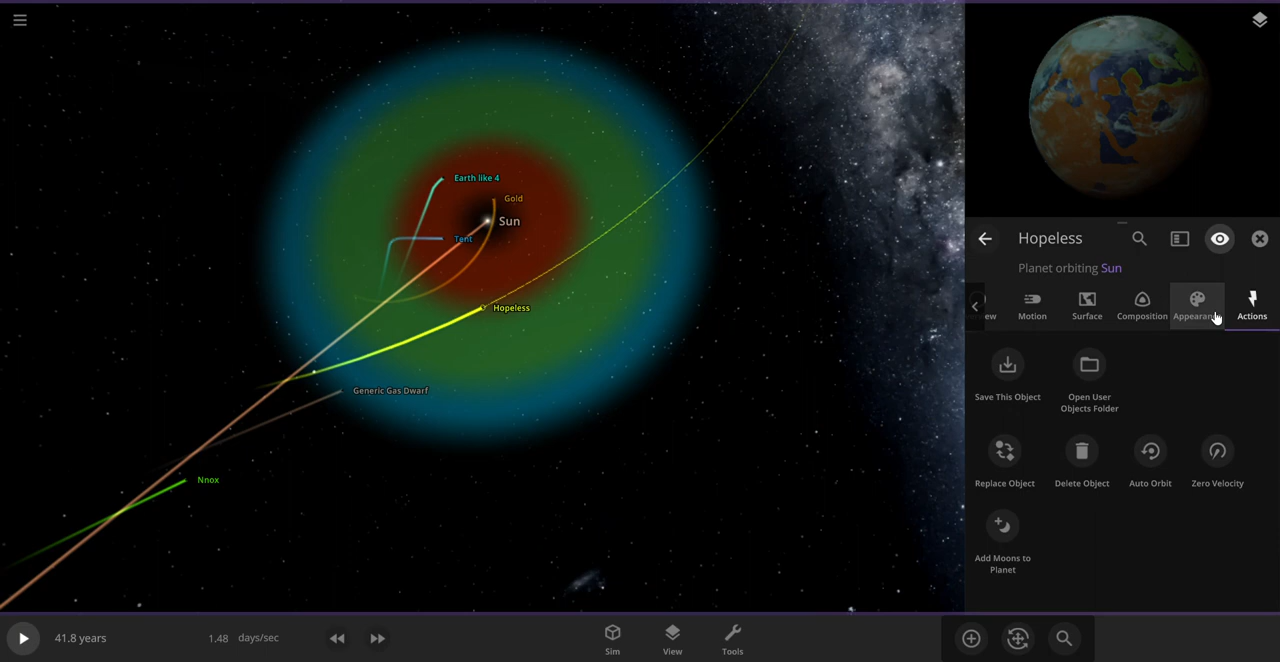 Earth like 4
Gold
Sun
Tent
Hopeless
Generic Gas Dwarf
Nnox
Hopeless
Planet orbiting Sun
ew
Motion
Surface
Composition
Appearan
Actions
Save This Object
Open User
Objects Folder
Replace Object
Delete Object
Auto Orbit
Zero Velocity
Add Moons to
Planet
41.8 years
1.48 days/sec
Sim
View
Tools